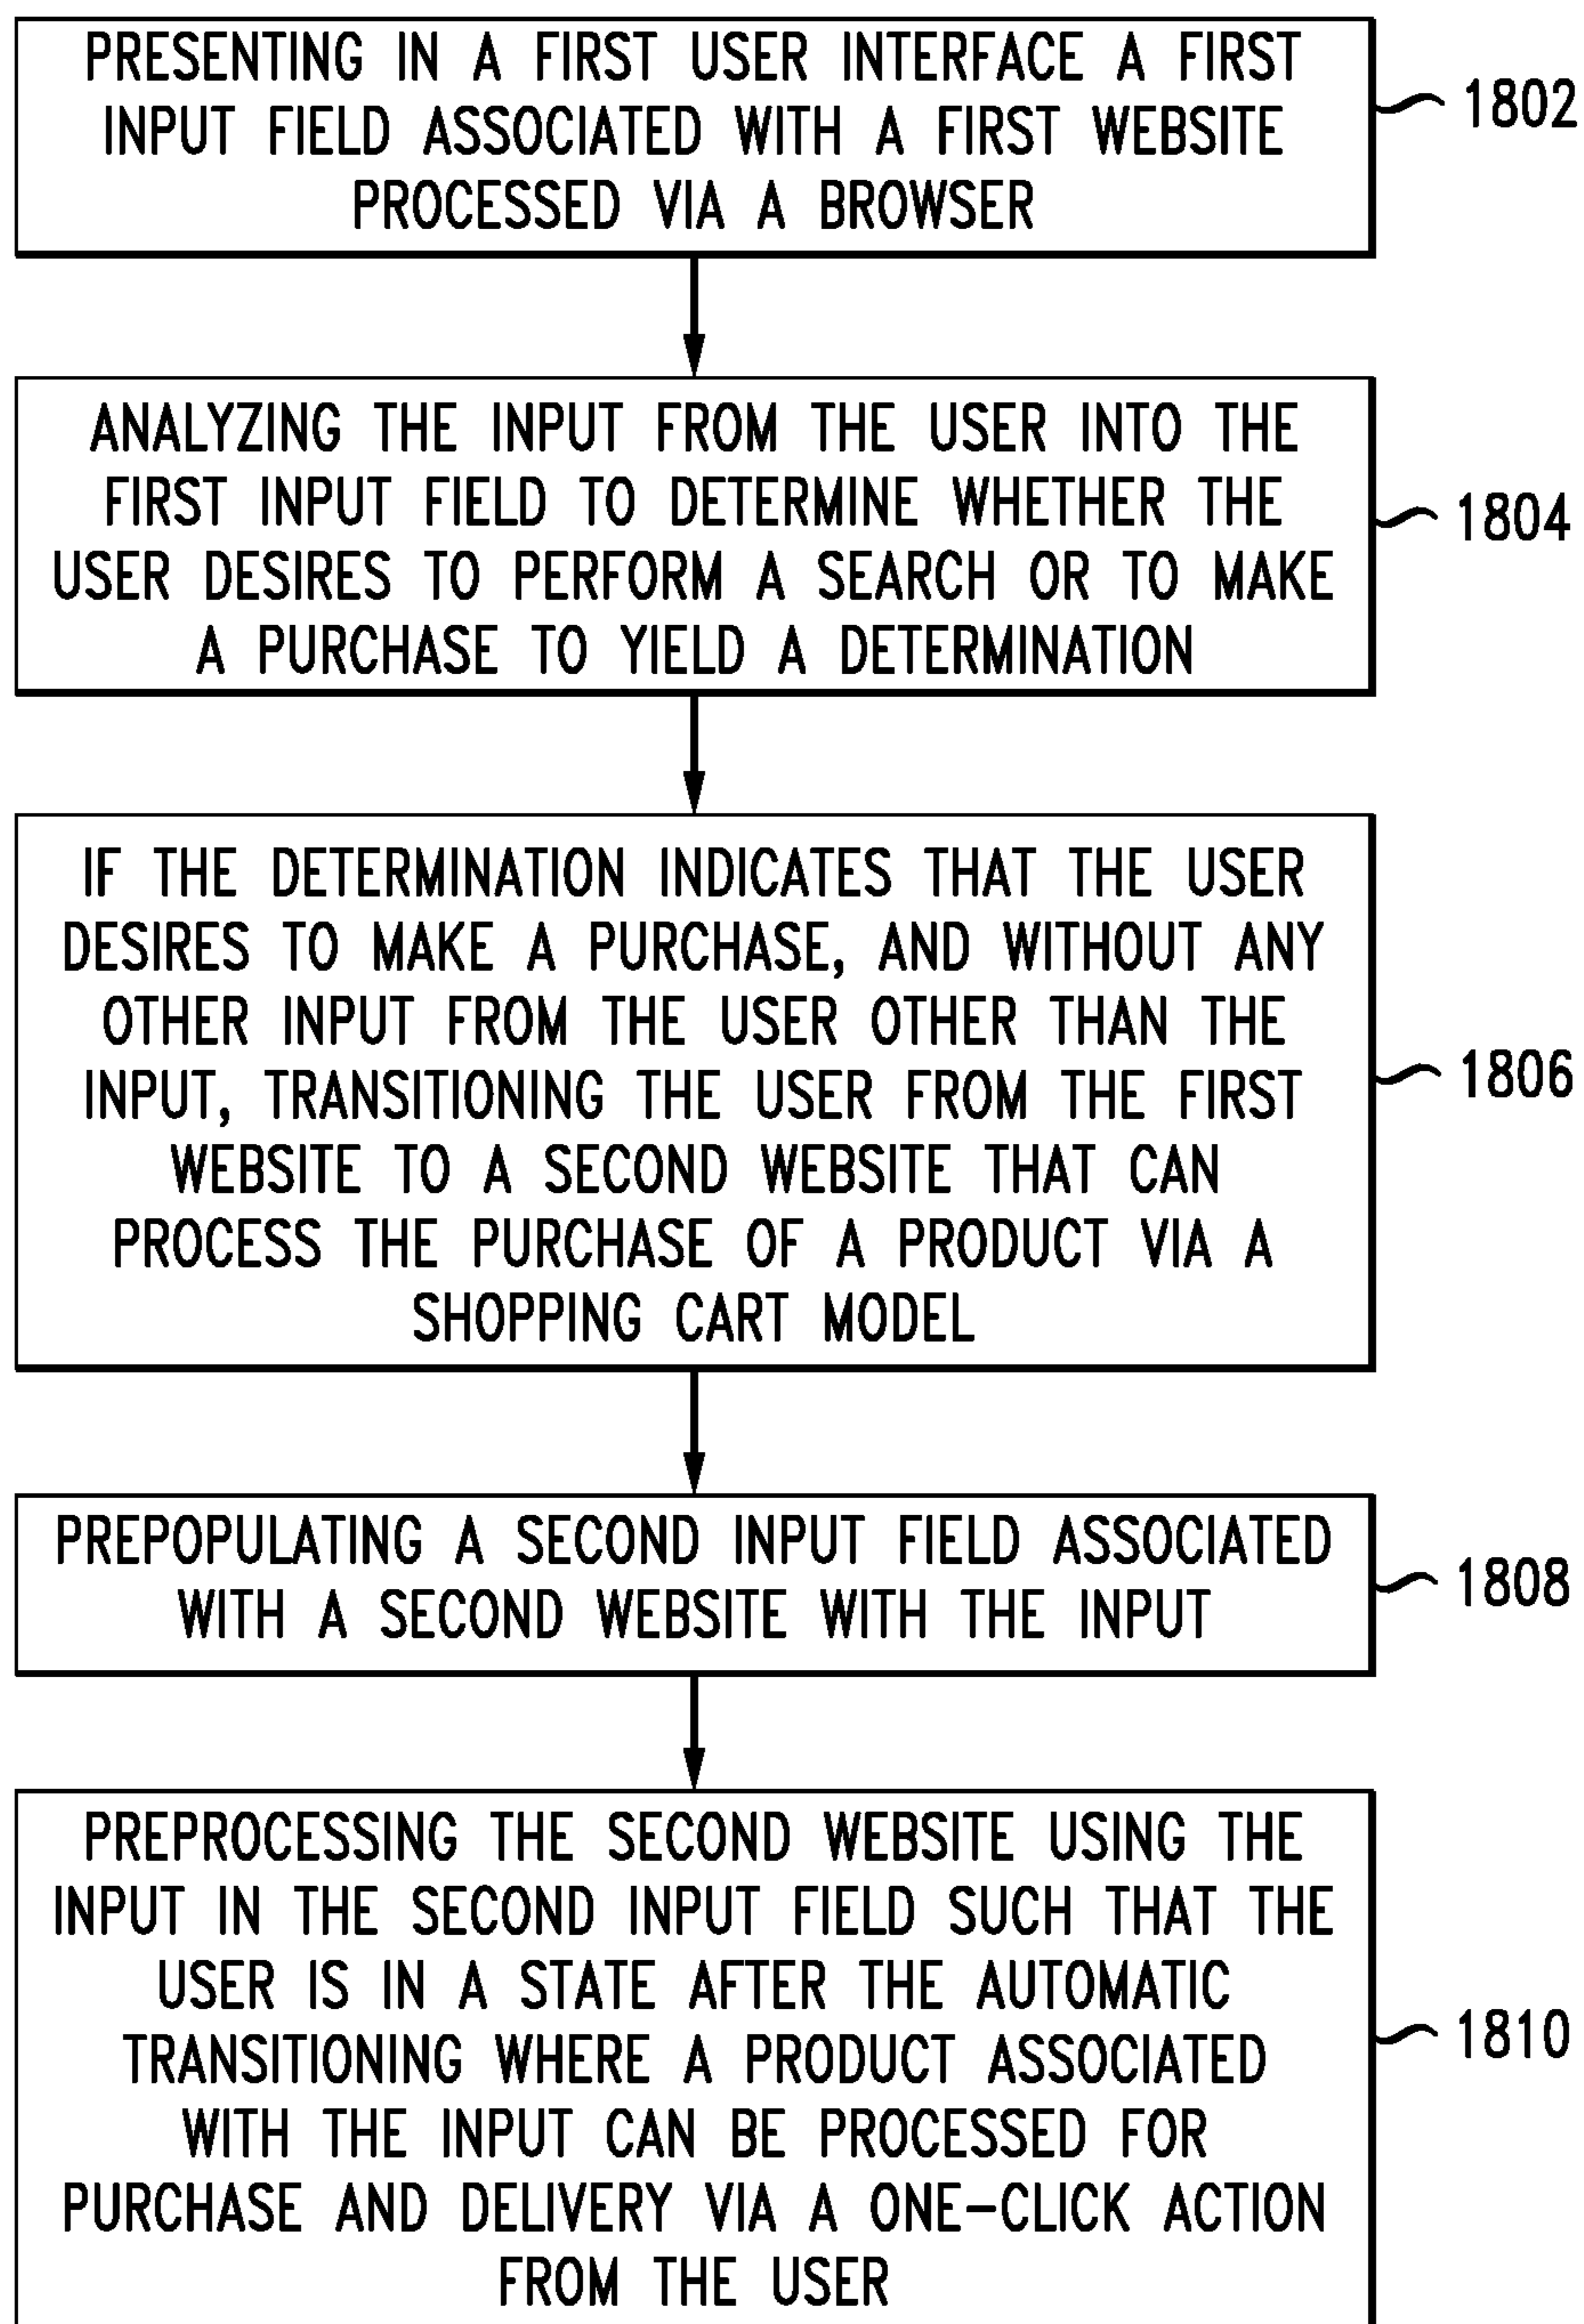 PRESENTING IN A FIRST USER INTERFACE A FIRST
INPUT FIELD ASSOCIATED WITH A FIRST WEBSITE
PROCESSED VIA A BROWSER
1802
ANALYZING THE INPUT FROM THE USER INTO THE
FIRST INPUT FIELD TO DETERMINE WHETHER THE
USER DESIRES TO PERFORM A SEARCH OR TO MAKE
A PURCHASE TO YIELD A DETERMINATION
1804
IF THE DETERMINATION INDICATES THAT THE USER
DESIRES TO MAKE A PURCHASE, AND WITHOUT ANY
OTHER INPUT FROM THE USER OTHER THAN THE
INPUT, TRANSITIONING THE USER FROM THE FIRST
WEBSITE TO A SECOND WEBSITE THAT CAN
PROCESS THE PURCHASE OF A PRODUCT VIA A
SHOPPING CART MODEL
1806
PREPOPULATING A SECOND INPUT FIELD ASSOCIATED
WITH A SECOND WEBSITE WITH THE INPUT
1808
PREPROCESSING THE SECOND WEBSITE USING THE
INPUT IN THE SECOND INPUT FIELD SUCH THAT THE
USER IS IN A STATE AFTER THE AUTOMATIC
TRANSITIONING WHERE A PRODUCT ASSOCIATED
WITH THE INPUT CAN BE PROCESSED FOR
PURCHASE AND DELIVERY VIA A ONE-CLICK ACTION
FROM THE USER
1810